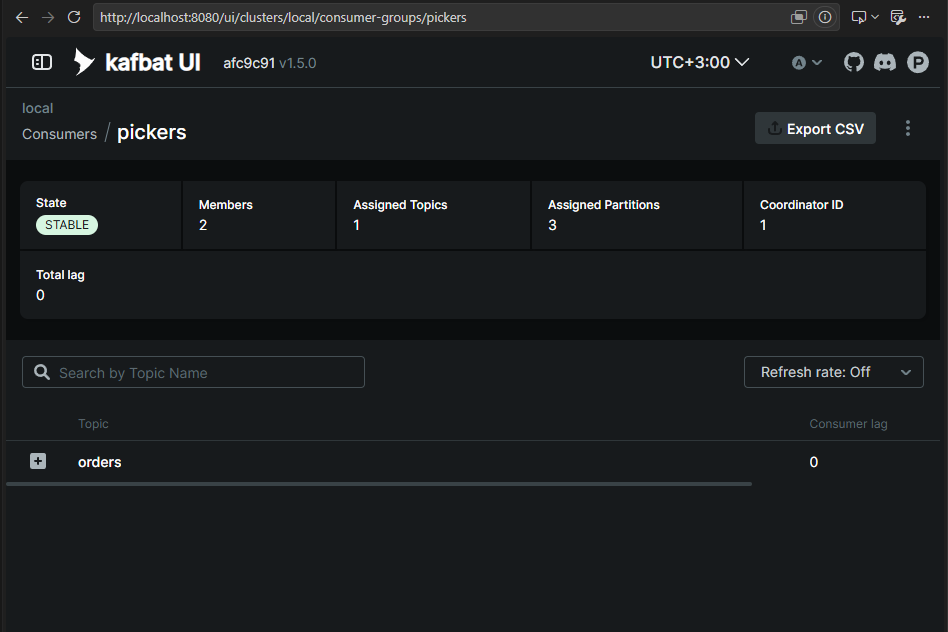 http://localhost:8080/ui/clusters/local/consumer-groups/pickers
kafbat UI afc9c91 v1.5.0 UTC+3:00 A P
local
Consumers / pickers Export CSV
State Members Assigned Topics Assigned Partitions Coordinator ID
STABLE 2 1 3 1
Total lag
0
Search by Topic Name Refresh rate: Off
Topic Consumer lag
orders 0